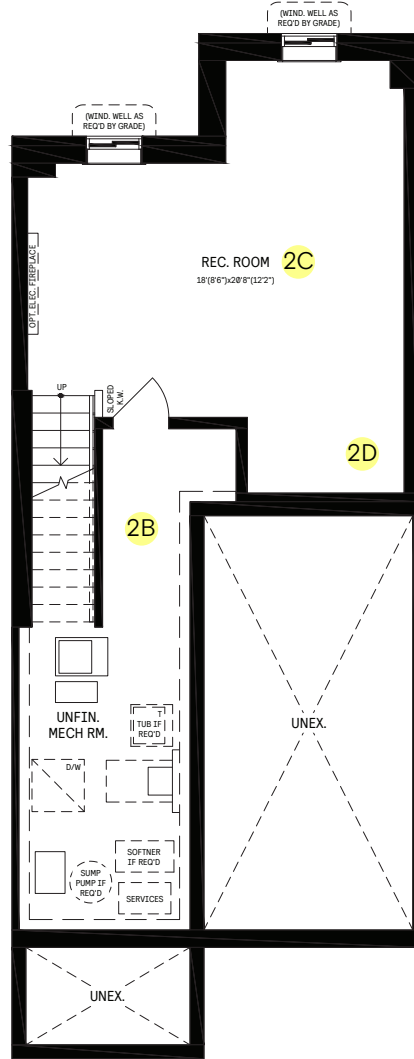 (WIND. WELL AS
REQ'D BY GRADE)
(WIND. WELL AS
REQ'D BY GRADE)
REC. ROOM 2C
18'(8'6")x20'8"(12'2")
OPT. ELEC. FIREPLACE
UP
SLOPED
K.W.
2D
2B
UNFIN.
MECH RM.
T
TUB IF
REQ'D
UNEX.
D/W
SOFTNER
IF REQ'D
SUMP
PUMP IF
REQ'D
SERVICES
UNEX.